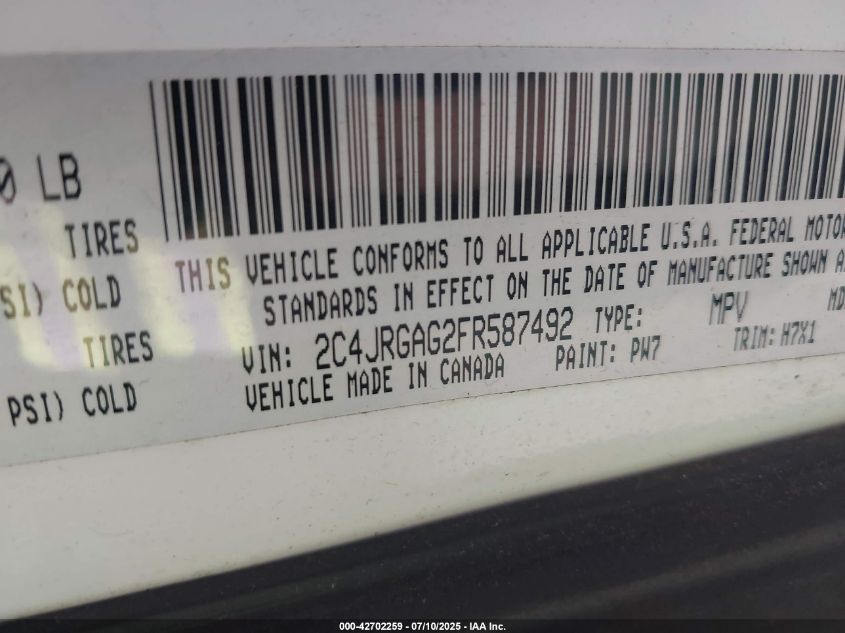 0 LB
TIRES
SI) COLD
TIRES
PSI) COLD
THIS VEHICLE CONFORMS TO ALL APPLICABLE U.S.A. FEDERAL MOTOR
STANDARDS IN EFFECT ON THE DATE OF MANUFACTURE SHOWN A
VIN: 2C4JRGAG2FR587492 TYPE: MPV MD
VEHICLE MADE IN CANADA PAINT: PW7 TRIM: H7X1
000-42702259 - 07/10/2025 - IAA Inc.